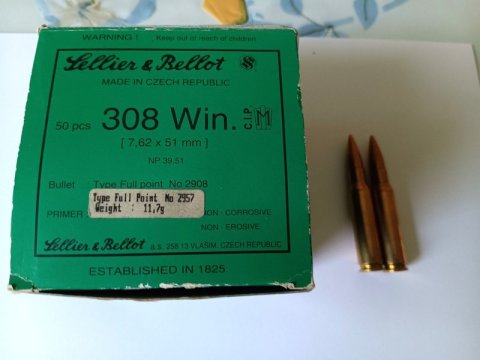 WARNING ! Keep out of reach of children
Sellier & Bellot
MADE IN CZECH REPUBLIC
50 pcs 308 Win. C.I.P
[ 7,62 x 51 mm ]
NP 39.51
Bullet : Type Full point No 2908
Type Full Point No 2957
Weight : 11,7g
PRIMER NON - CORROSIVE
NON - EROSIVE
Sellier & Bellot a.s. 258 13 VLAŠIM, CZECH REPUBLIC
ESTABLISHED IN 1825